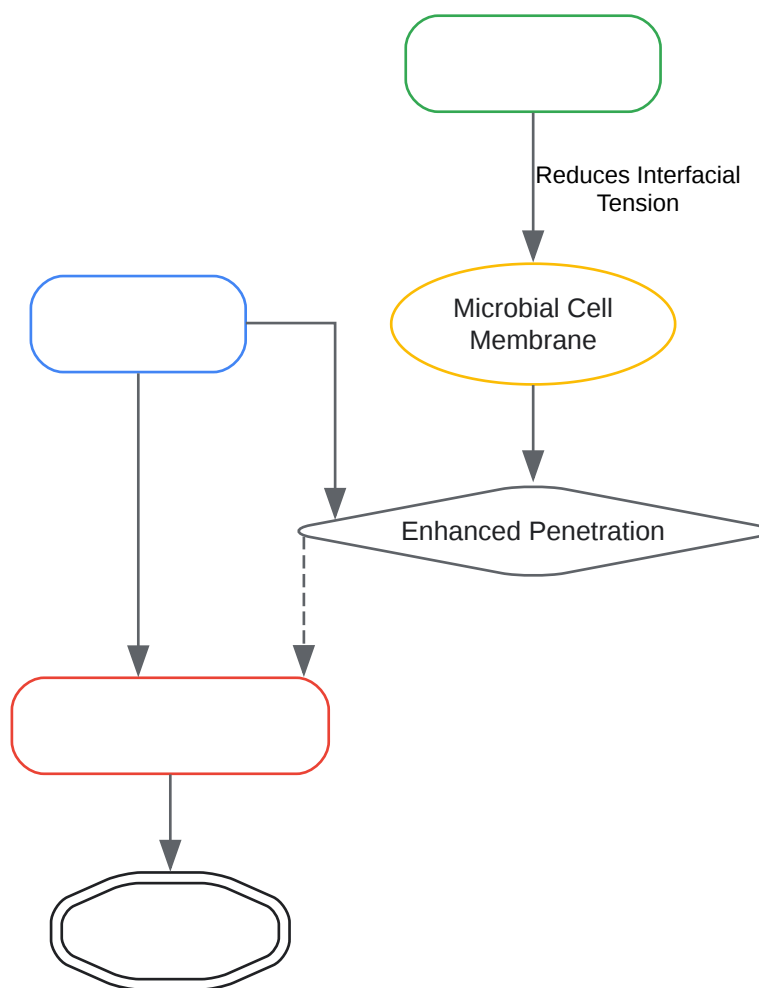 Reduces Interfacial
Tension
Microbial Cell
Membrane
Enhanced Penetration